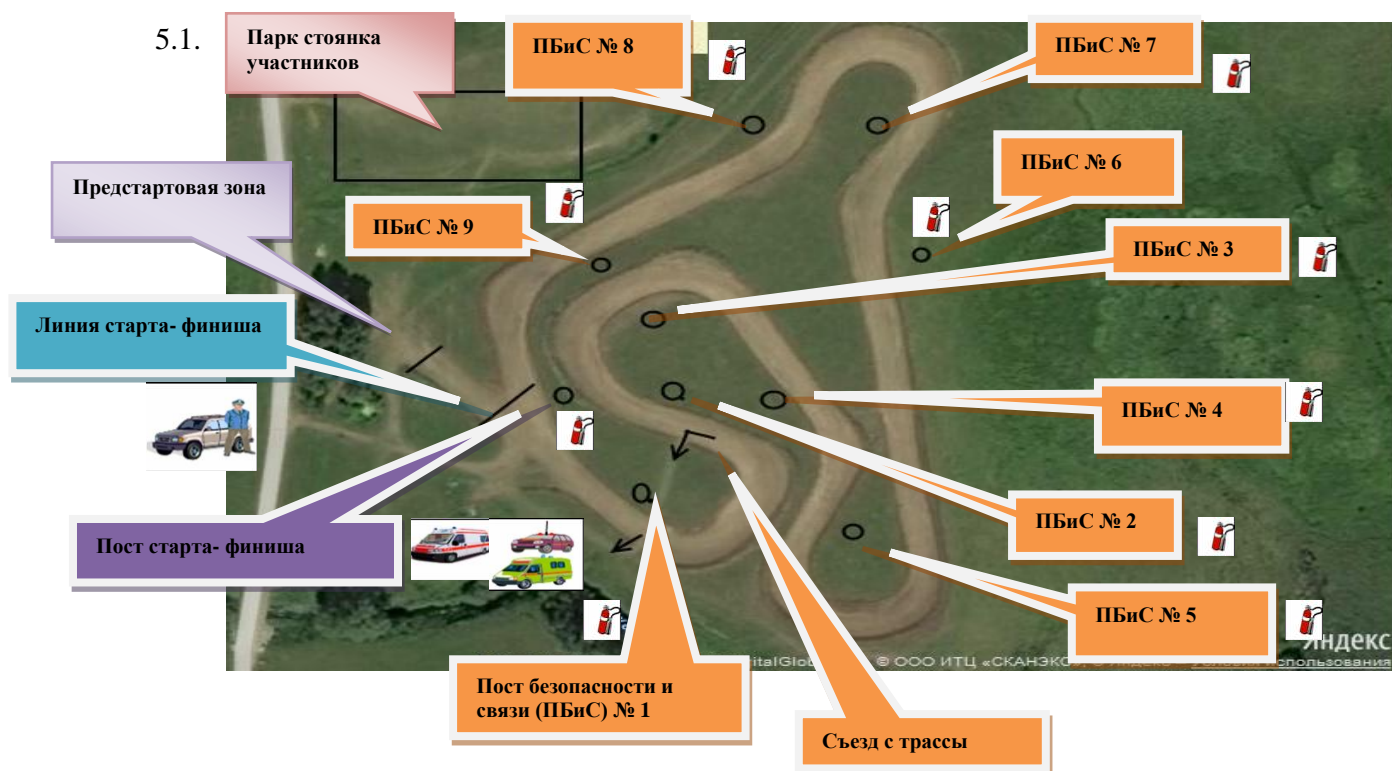 5.1.
Парк стоянка
участников
ПБиС № 8
ПБиС № 7
ПБиС № 6
Предстартовая зона
ПБиС № 9
ПБиС № 3
Линия старта- финиша
ПБиС № 4
ПБиС № 2
Пост старта- финиша
ПБиС № 5
Яндекс
© ООО ИТЦ «СКАНЭКС
использования
Пост безопасности и
связи (ПБиС) № 1
Съезд с трассы